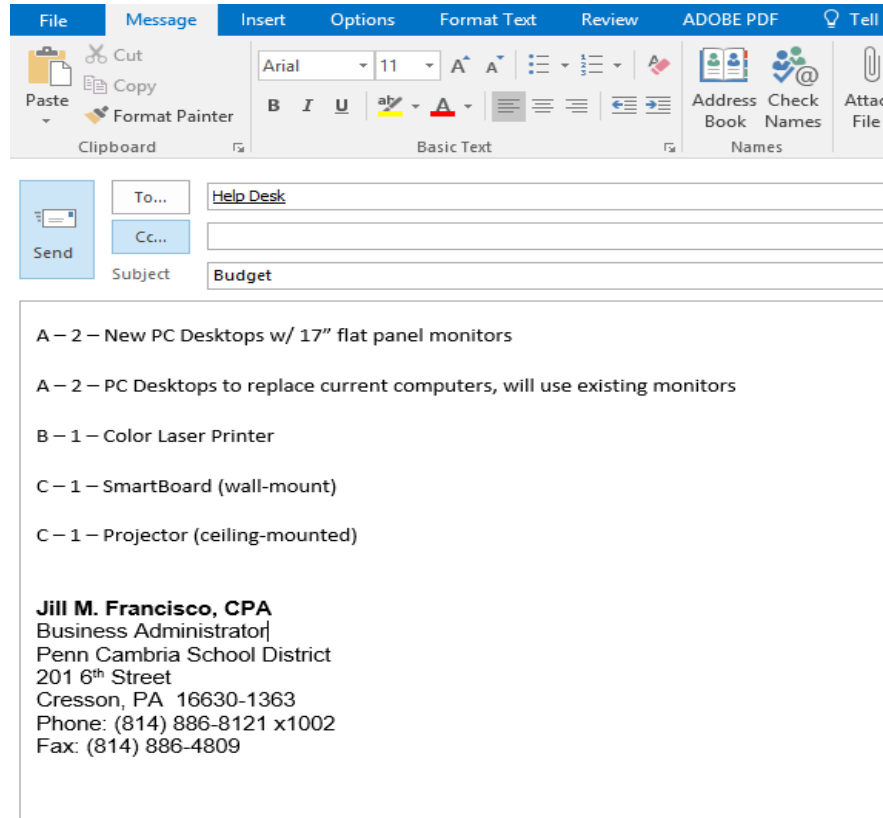 File Message Insert Options Format Text Review ADOBE PDF Tell
Cut
Copy
Format Painter
Paste
Clipboard
Arial 11 A A
B I U aby A
Basic Text
Address Book
Check Names
Names
File
To...
Help Desk
Cc...
Send
Subject
Budget
A – 2 – New PC Desktops w/ 17” flat panel monitors
A – 2 – PC Desktops to replace current computers, will use existing monitors
B – 1 – Color Laser Printer
C – 1 – SmartBoard (wall-mount)
C – 1 – Projector (ceiling-mounted)
Jill M. Francisco, CPA
Business Administrator
Penn Cambria School District
201 6th Street
Cresson, PA 16630-1363
Phone: (814) 886-8121 x1002
Fax: (814) 886-4809